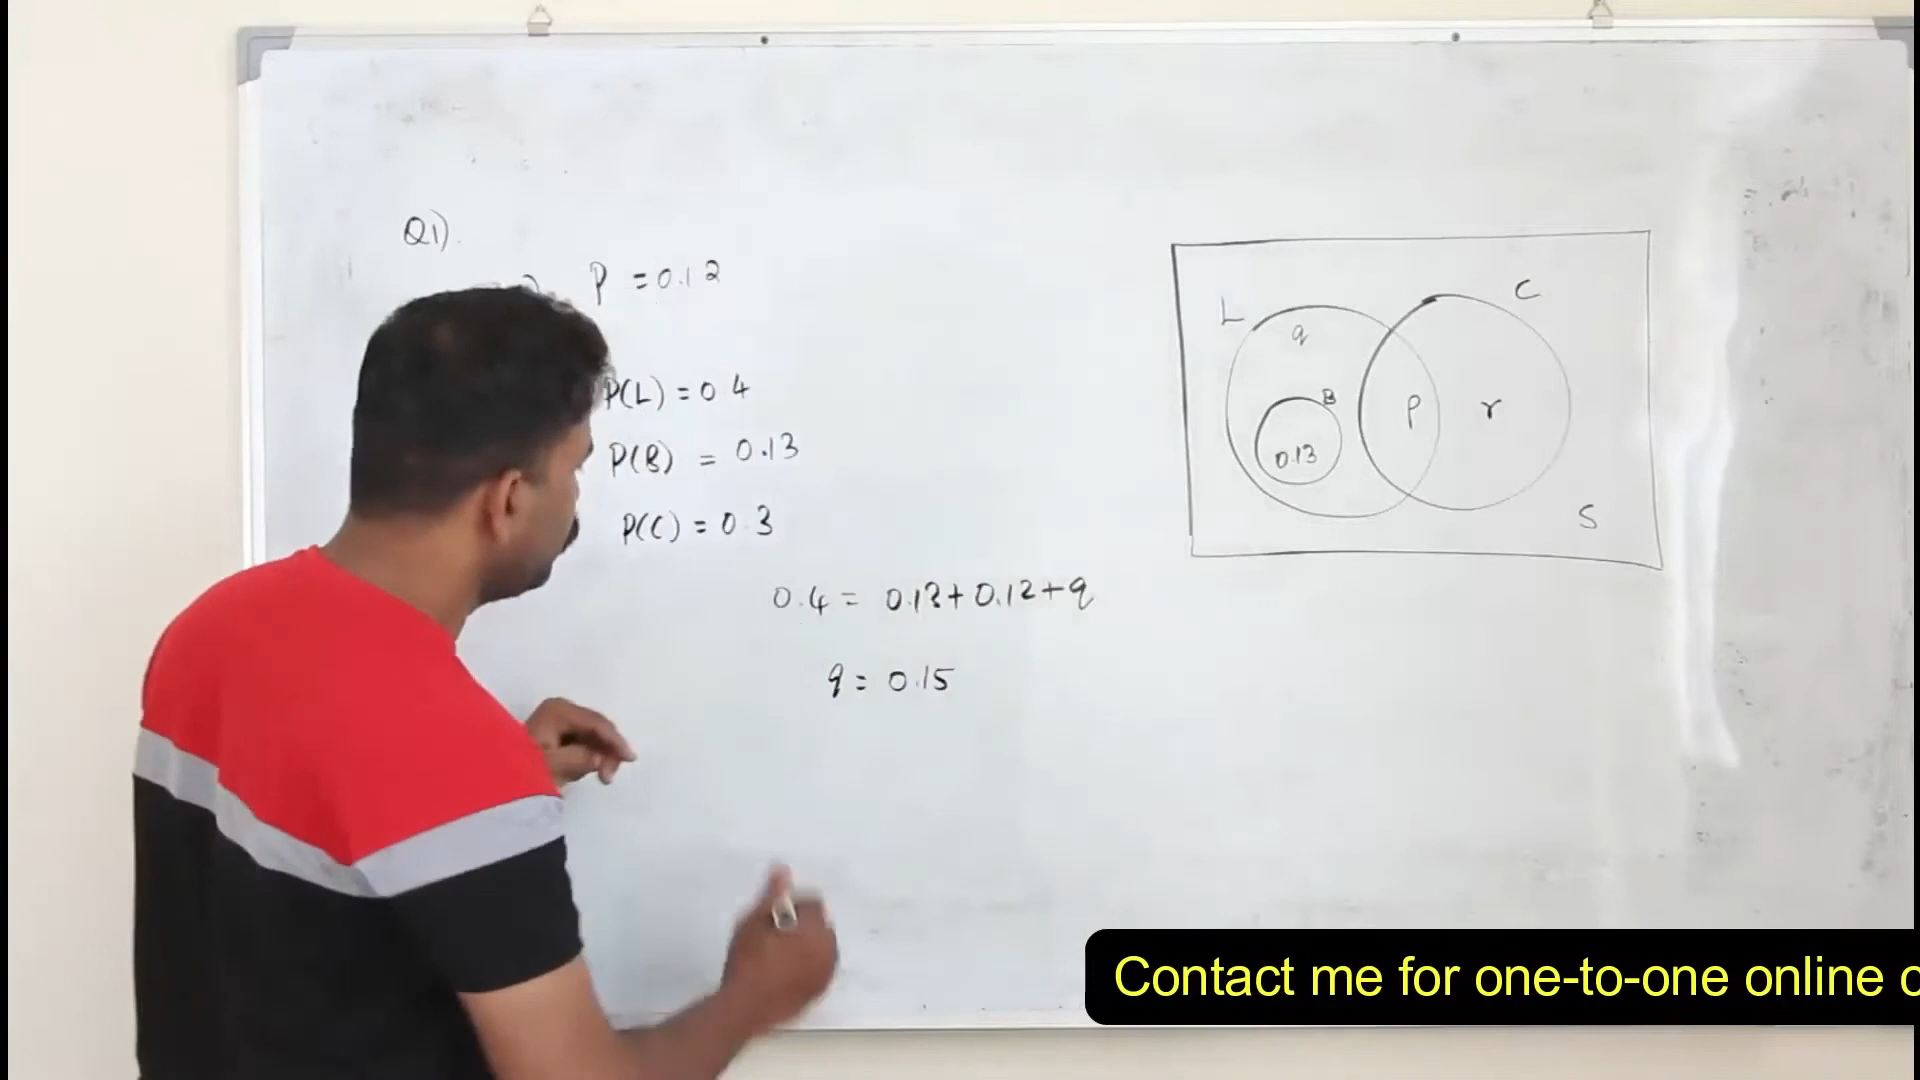 Q1).
P = 0.12
P(L) = 0.4
P(B) = 0.13
P(C) = 0.3
0.4 = 0.13 + 0.12 + q
q = 0.15
L
C
q
B
P
r
0.13
S
Contact me for one-to-one online